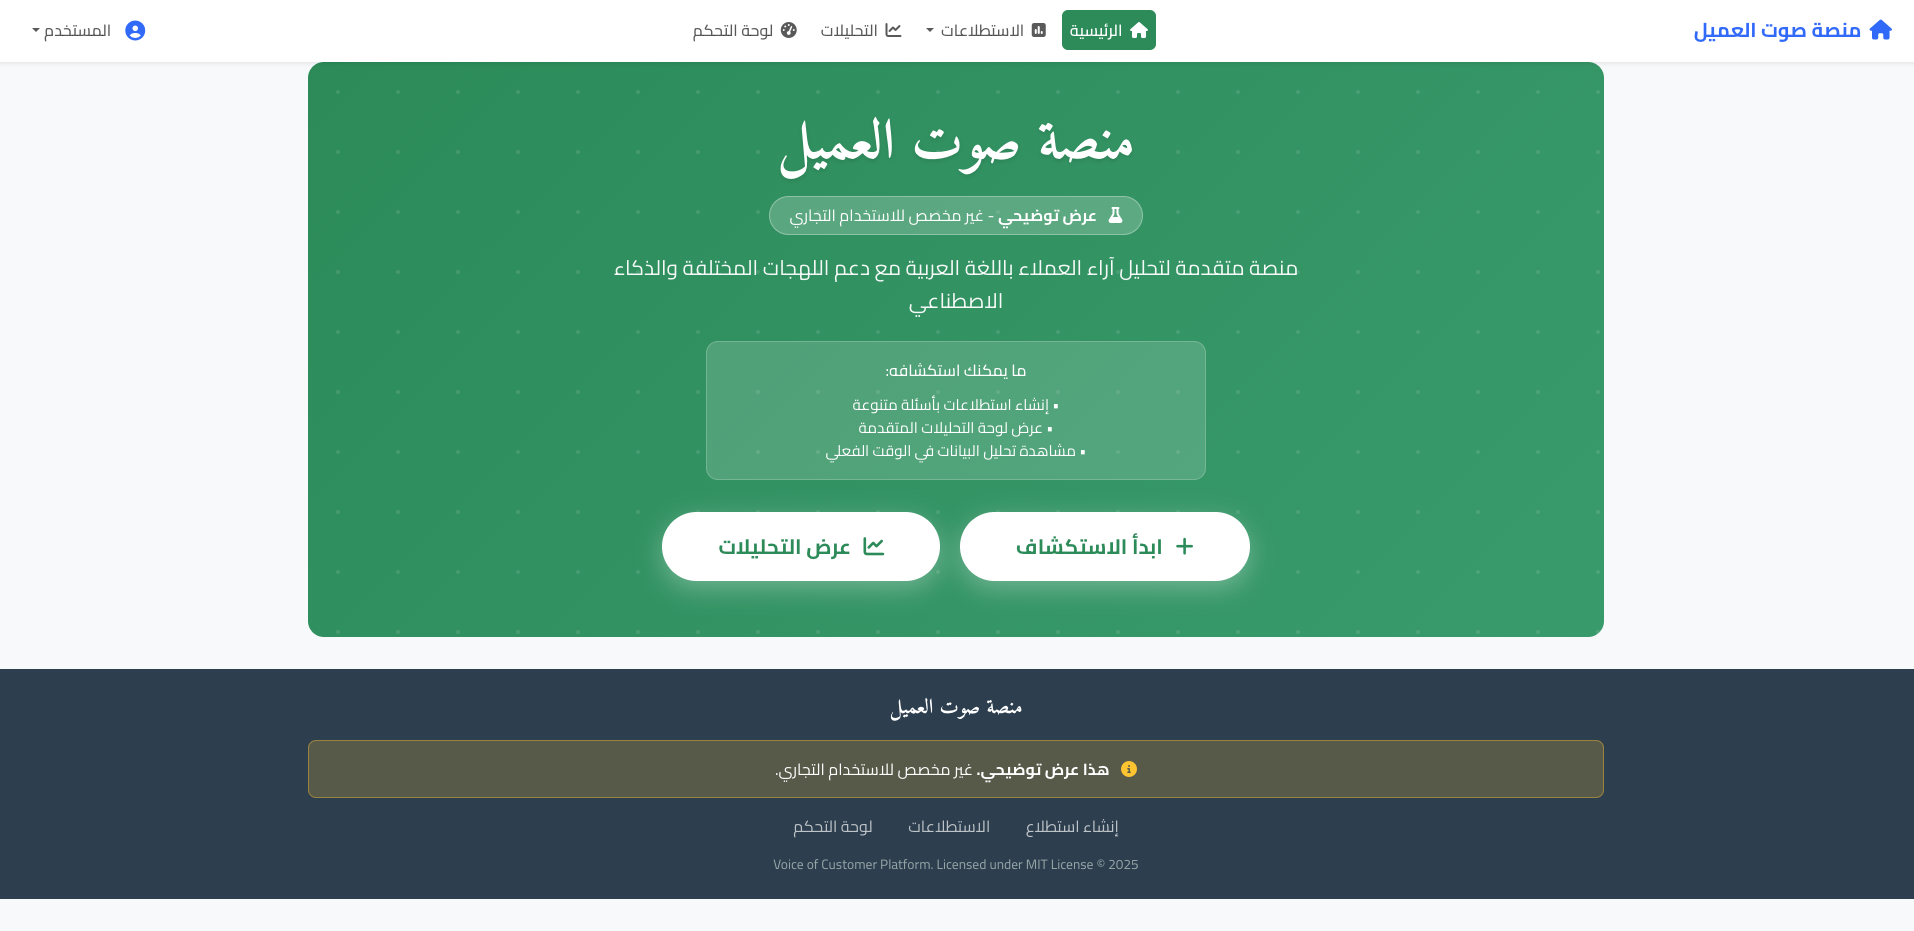 منصة صوت العميل
الرئيسية
الاستطلاعات
التحليلات
لوحة التحكم
المستخدم
منصة صوت العميل
عرض توضيحي - غير مخصص للاستخدام التجاري
منصة متقدمة لتحليل آراء العملاء باللغة العربية مع دعم اللهجات المختلفة والذكاء
الاصطناعي
ما يمكنك استكشافه:
• إنشاء استطلاعات بأسئلة متنوعة
• عرض لوحة التحليلات المتقدمة
• مشاهدة تحليل البيانات في الوقت الفعلي
ابدأ الاستكشاف
عرض التحليلات
منصة صوت العميل
هذا عرض توضيحي. غير مخصص للاستخدام التجاري.
إنشاء استطلاع
الاستطلاعات
لوحة التحكم
Voice of Customer Platform. Licensed under MIT License © 2025